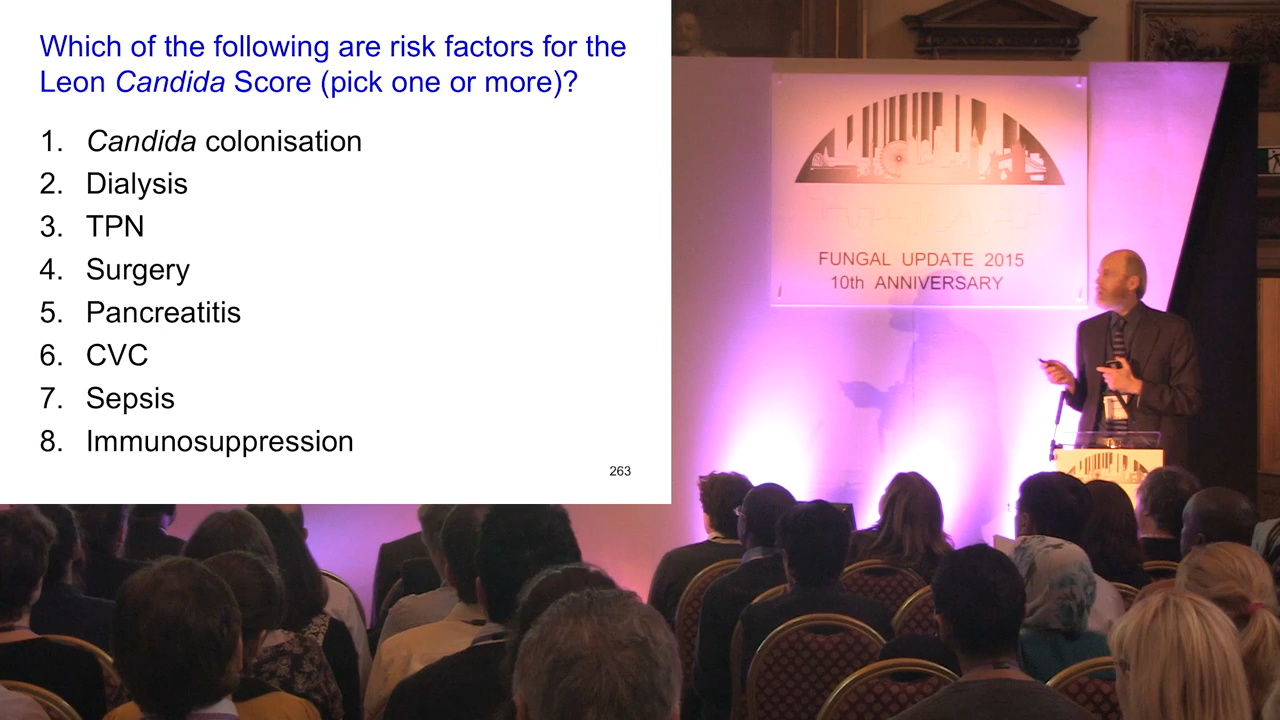 Which of the following are risk factors for the
Leon Candida Score (pick one or more)?
1. Candida colonisation
2. Dialysis
3. TPN
4. Surgery
5. Pancreatitis
6. CVC
7. Sepsis
8. Immunosuppression
263
FUNGAL UPDATE 2015
10th ANNIVERSARY